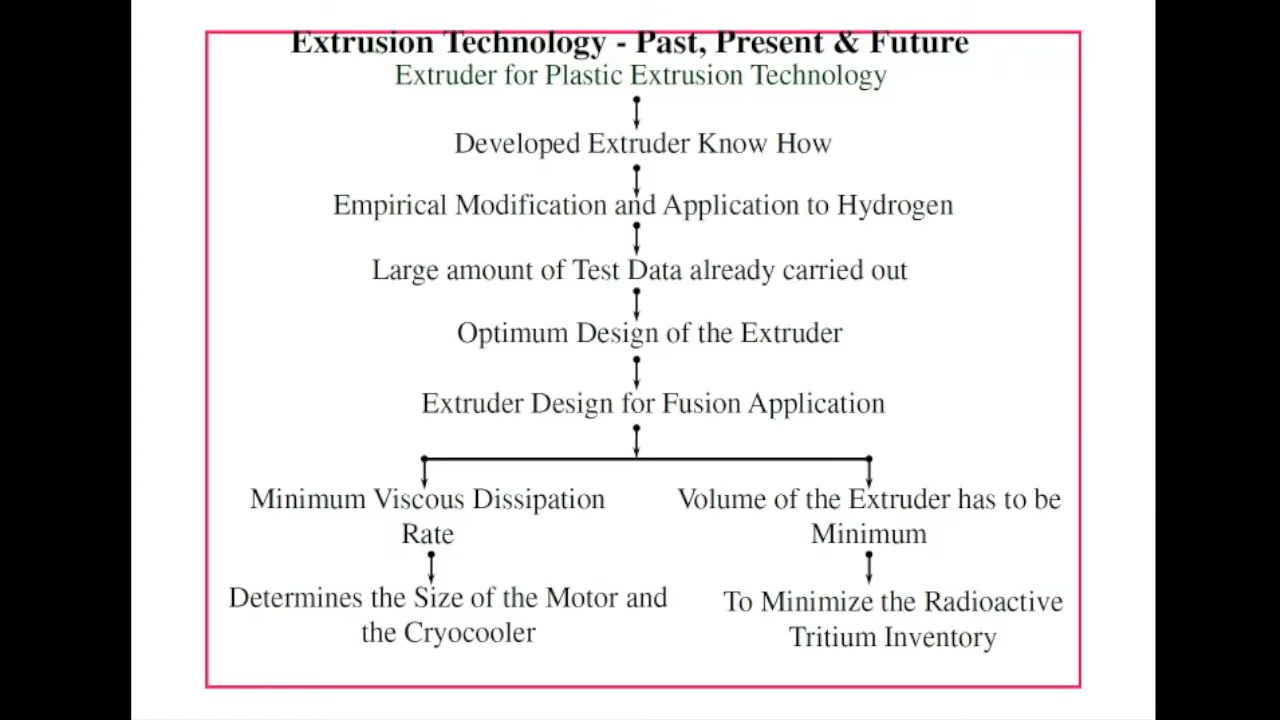 Extrusion Technology - Past, Present & Future
Extruder for Plastic Extrusion Technology
Developed Extruder Know How
Empirical Modification and Application to Hydrogen
Large amount of Test Data already carried out
Optimum Design of the Extruder
Extruder Design for Fusion Application
Minimum Viscous Dissipation
Rate
Volume of the Extruder has to be
Minimum
Determines the Size of the Motor and
the Cryocooler
To Minimize the Radioactive
Tritium Inventory